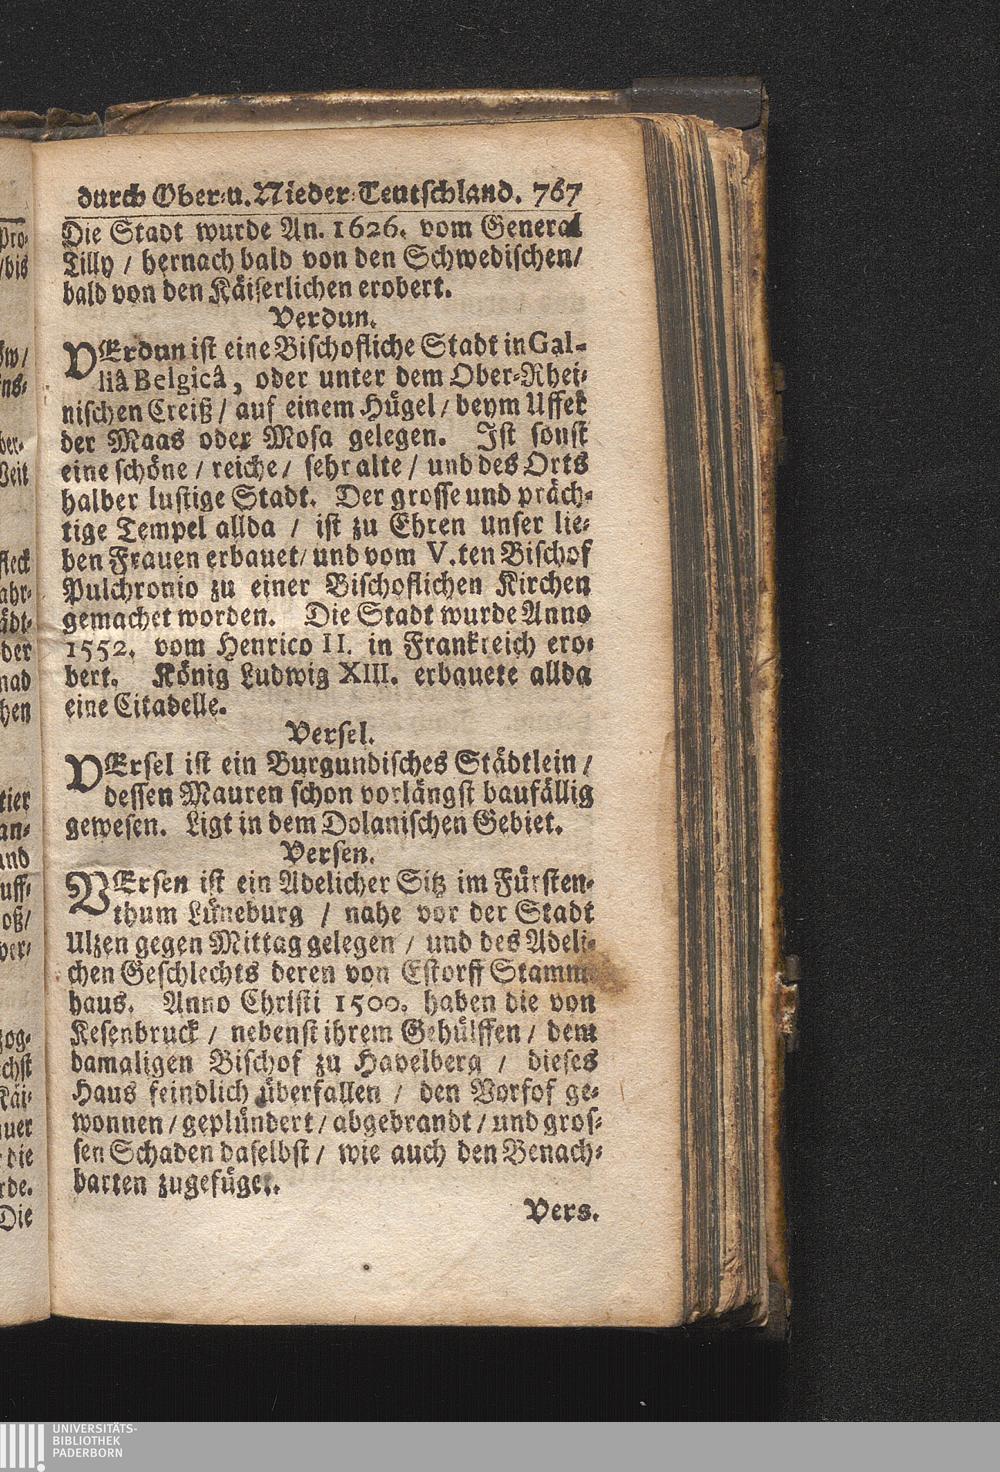 durch Ober-u. Nieder-Teutschland. 767
Die Stadt wurde An. 1626. vom General
Tilly / hernach bald von den Schwedischen/
bald von den Käiserlichen erobert.
Verdun.
VErdun ist eine Bischofliche Stadt in Gal-
liâ Belgicâ, oder unter dem Ober-Rhei-
nischen Creiß / auf einem Hügel / beym Uffer
der Maas oder Mosa gelegen. Ist sonst
eine schöne / reiche / sehr alte / und des Orts
halber lustige Stadt. Der grosse und präch-
tige Tempel allda / ist zu Ehren unser lie-
ben Frauen erbauet/ und vom V.ten Bischof
Pulchronio zu einer Bischoflichen Kirchen
gemachet worden. Die Stadt wurde Anno
1552. vom Henrico II. in Frankreich ero-
bert. König Ludwig XIII. erbauete allda
eine Citadelle.
Versel.
VErsel ist ein Burgundisches Städtlein /
dessen Mauren schon vorlängst baufällig
gewesen. Ligt in dem Dolanischen Gebiet.
Versen.
VErsen ist ein Adelicher Sitz im Fürsten-
thum Lüneburg / nahe vor der Stadt
Ulzen gegen Mittag gelegen / und des Adeli-
chen Geschlechts deren von Estorff Stamm
haus. Anno Christi 1500. haben die von
Kesenbruck / nebenst ihrem Gehülffen / dem
damaligen Bischof zu Havelberg / dieses
Haus feindlich überfallen / den Vorfof ge-
wonnen / geplündert / abgebrandt / und gros-
sen Schaden daselbst / wie auch den Benach-
barten zugefüget.
Vers.
UNIVERSITÄTS-
BIBLIOTHEK
PADERBORN